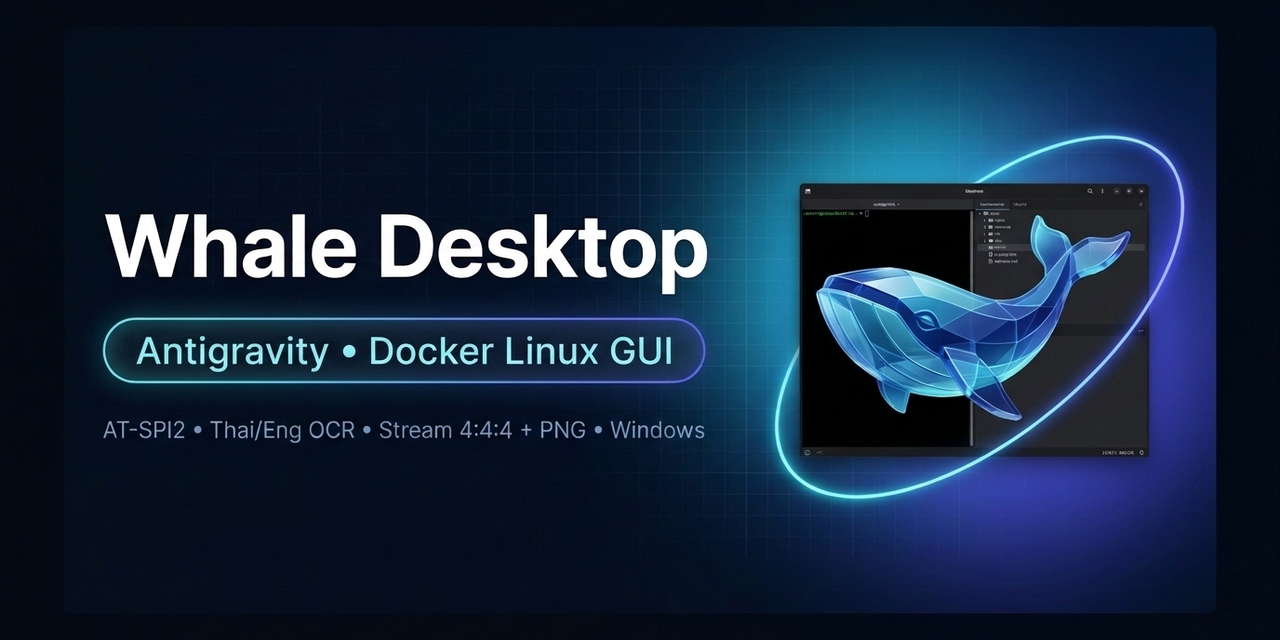 Whale Desktop
Antigravity • Docker Linux GUI
AT-SPI2 • Thai/Eng OCR • Stream 4:4:4 + PNG • Windows